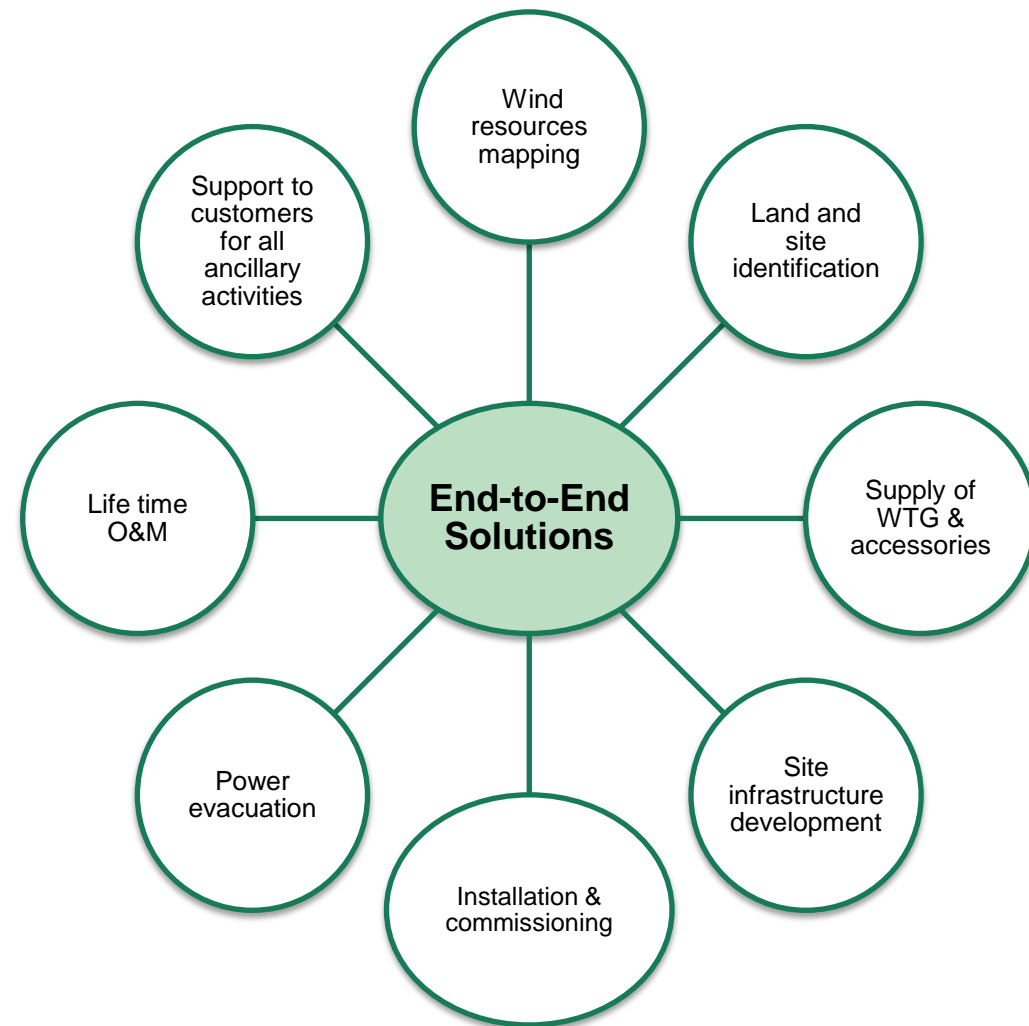 Wind
resources
mapping
Land and
site
identification
Supply of
WTG &
accessories
Site
infrastructure
development
Installation &
commissioning
Power
evacuation
Life time
O&M
Support to
customers
for all
ancillary
activities
End-to-End
Solutions